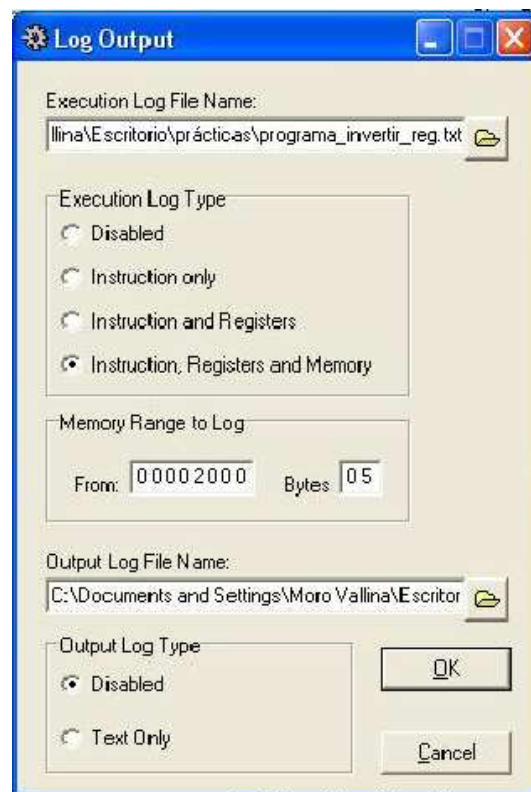 Log Output
Execution Log File Name:
llina\Escritorio\prácticas\programa_invertir_reg.txt
Execution Log Type
Disabled
Instruction only
Instruction and Registers
Instruction, Registers and Memory
Memory Range to Log
From: 00002000 Bytes 05
Output Log File Name:
C:\Documents and Settings\Moro Vallina\Escritor
Output Log Type
Disabled
OK
Text Only
Cancel